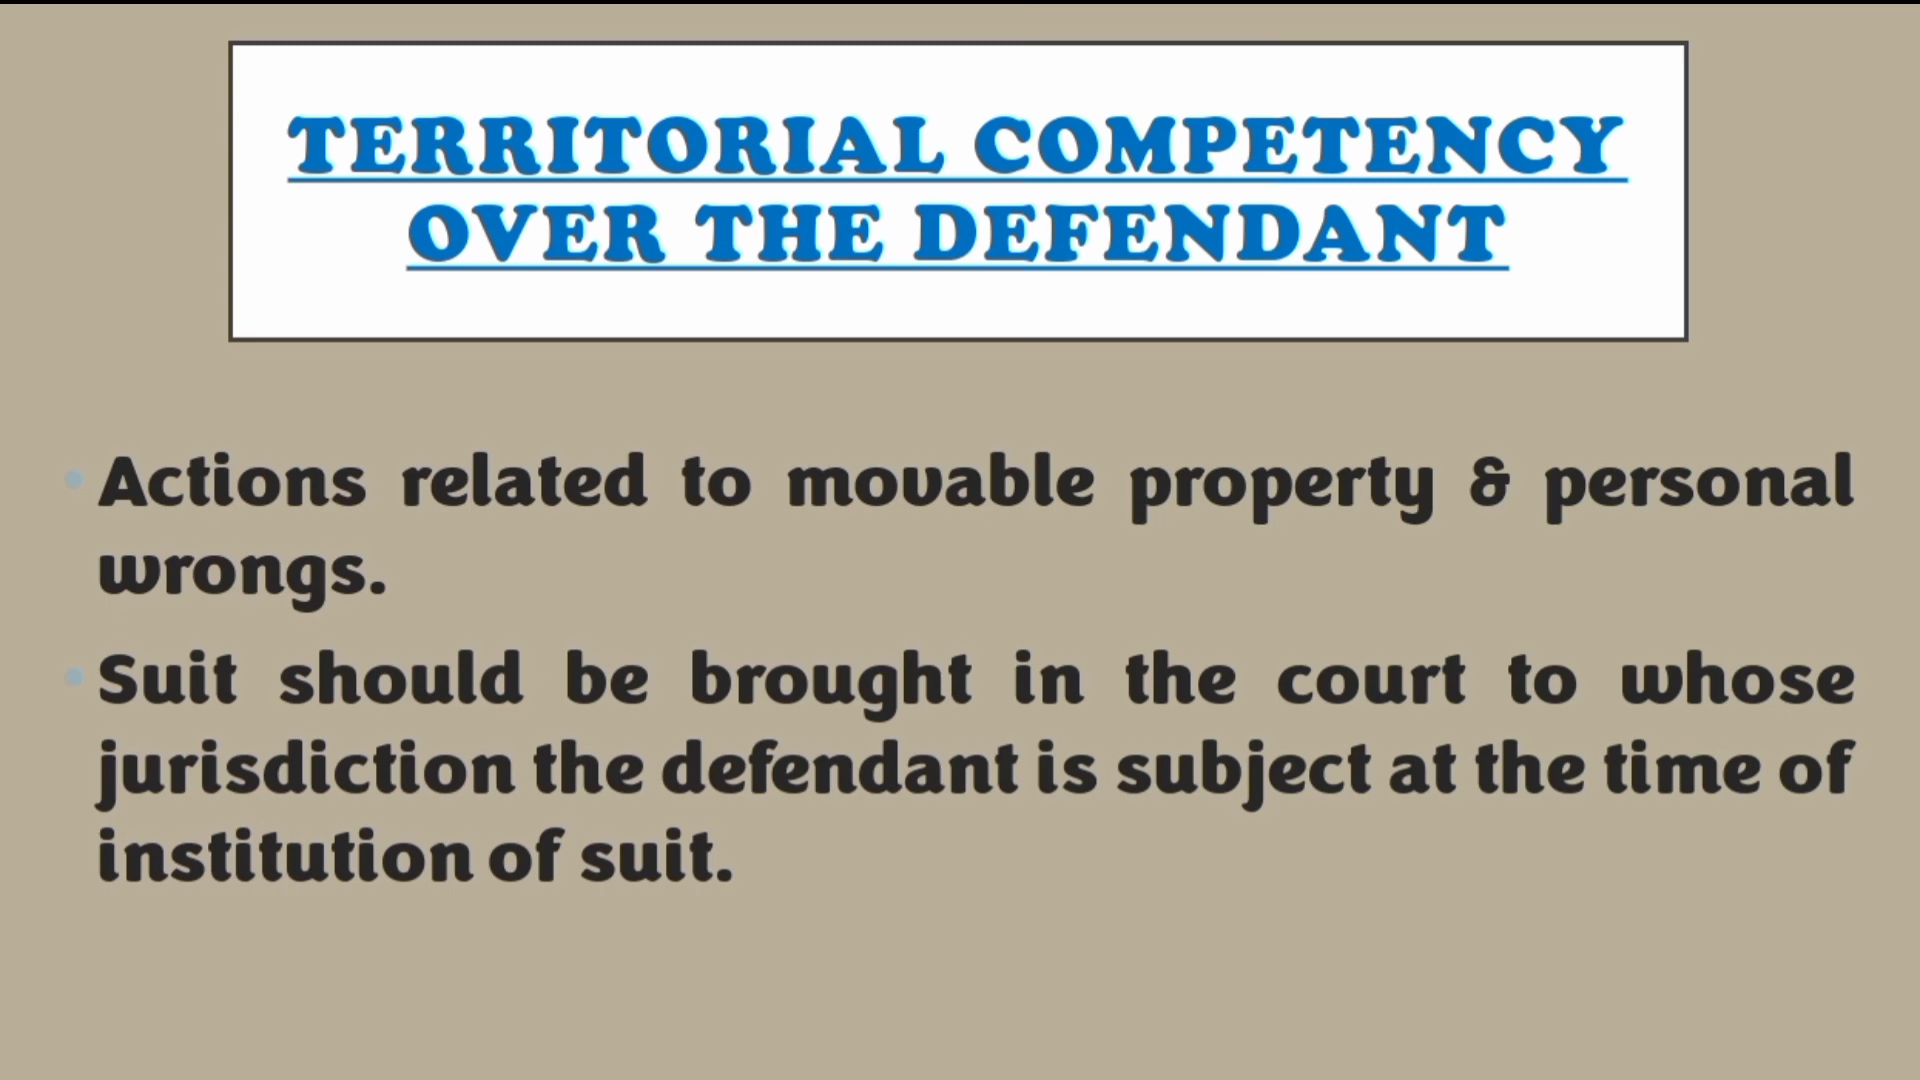 TERRITORIAL COMPETENCY
OVER THE DEFENDANT
• Actions related to movable property & personal
wrongs.
• Suit should be brought in the court to whose
jurisdiction the defendant is subject at the time of
institution of suit.